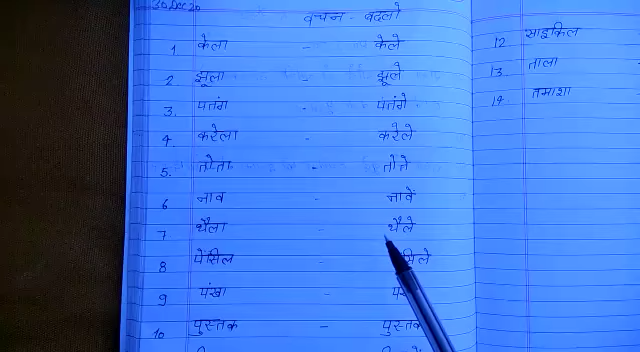 30,Dec 20
वचन - बदलो
1 केला - केले
2 झूला - झूले
3. पतंग - पतंगे
4. करेला - करेले
5. तोता - तोते
6 नाव - नावें
7 थैला - थैले
8 पेंसिल -
9 पंखा -
10 पुस्तक -
12 साइकिल
13. ताला -
14. तमाशा